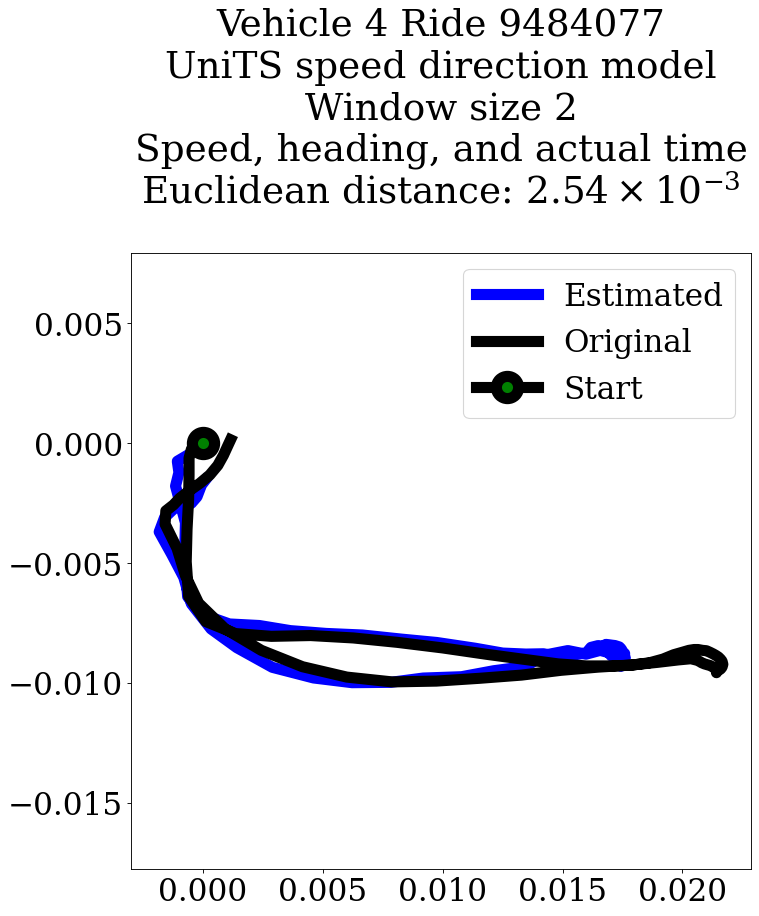 Vehicle 4 Ride 9484077
UniTS speed direction model
Window size 2
Speed, heading, and actual time
Euclidean distance: 2.54 × 10⁻³
Estimated
Original
Start
0.005
0.000
−0.005
−0.010
−0.015
0.000 0.005 0.010 0.015 0.020